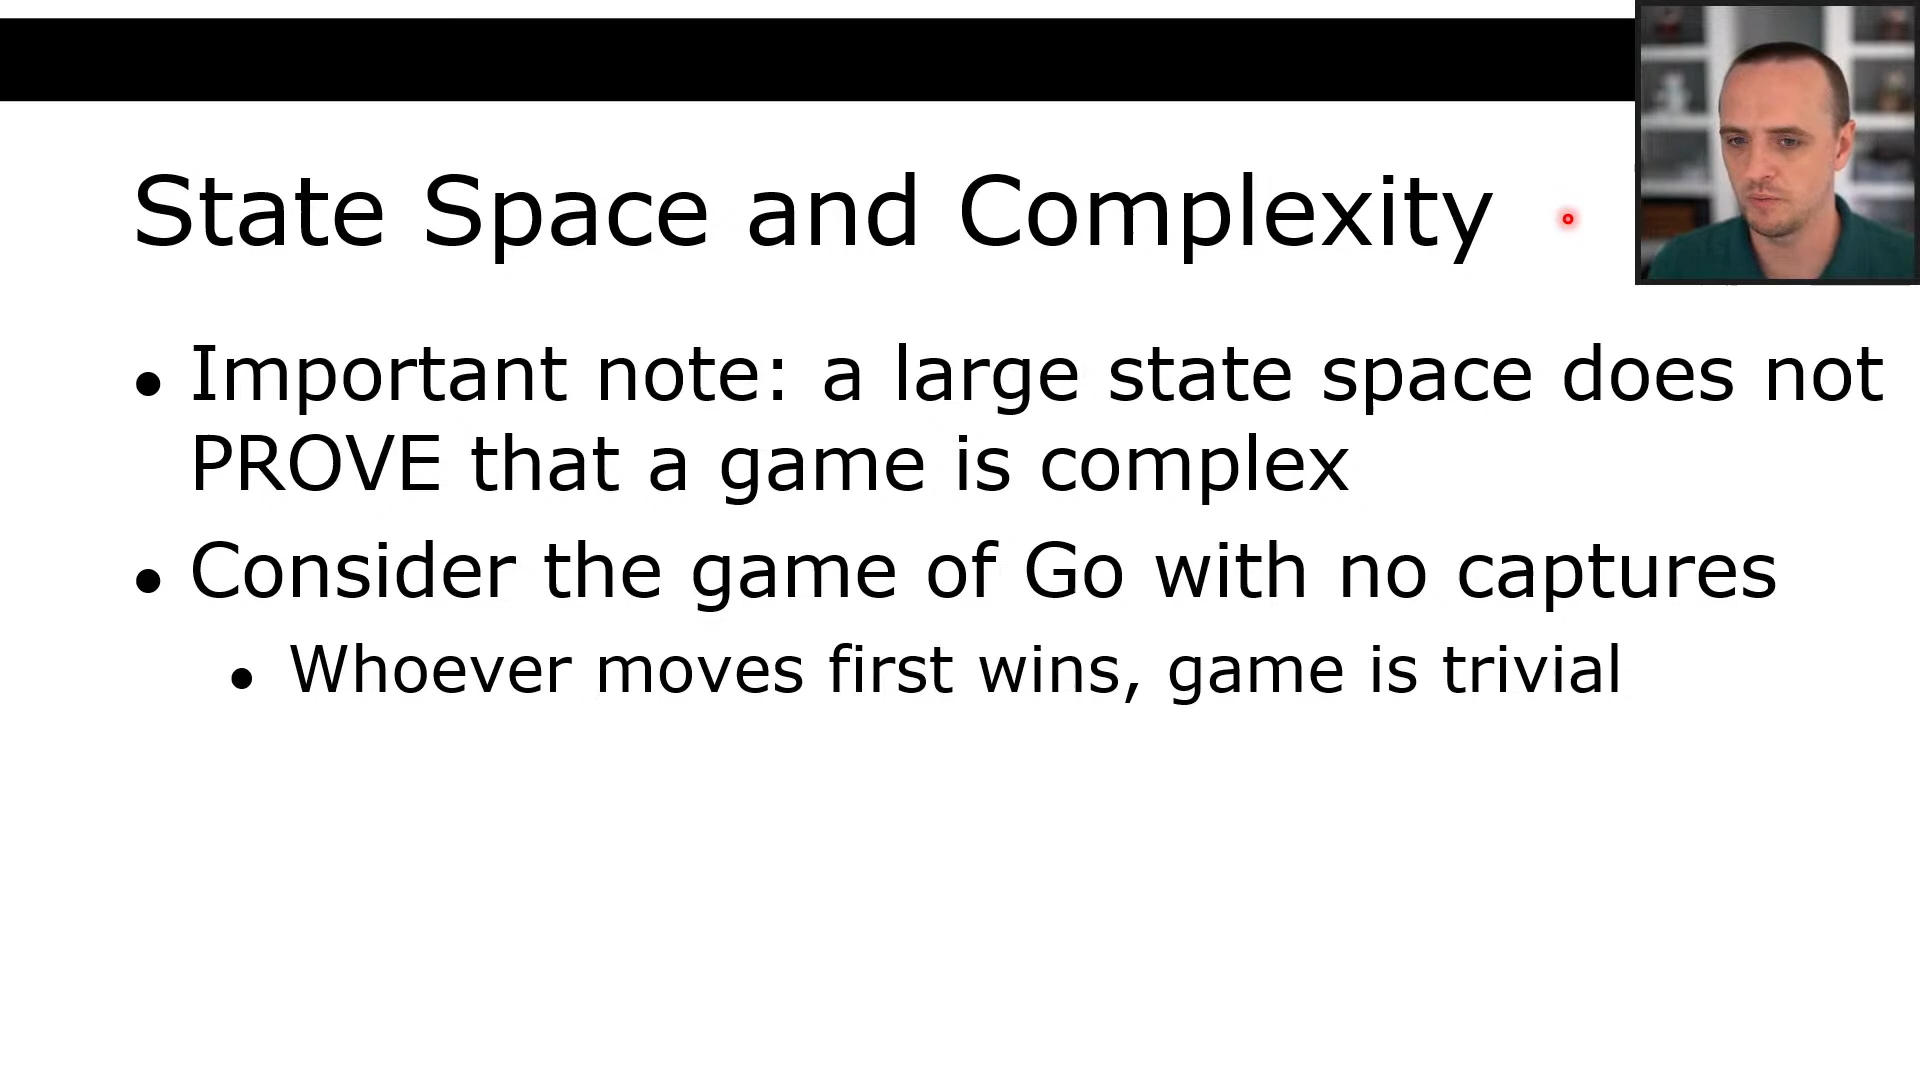 State Space and Complexity
• Important note: a large state space does not
PROVE that a game is complex
• Consider the game of Go with no captures
• Whoever moves first wins, game is trivial